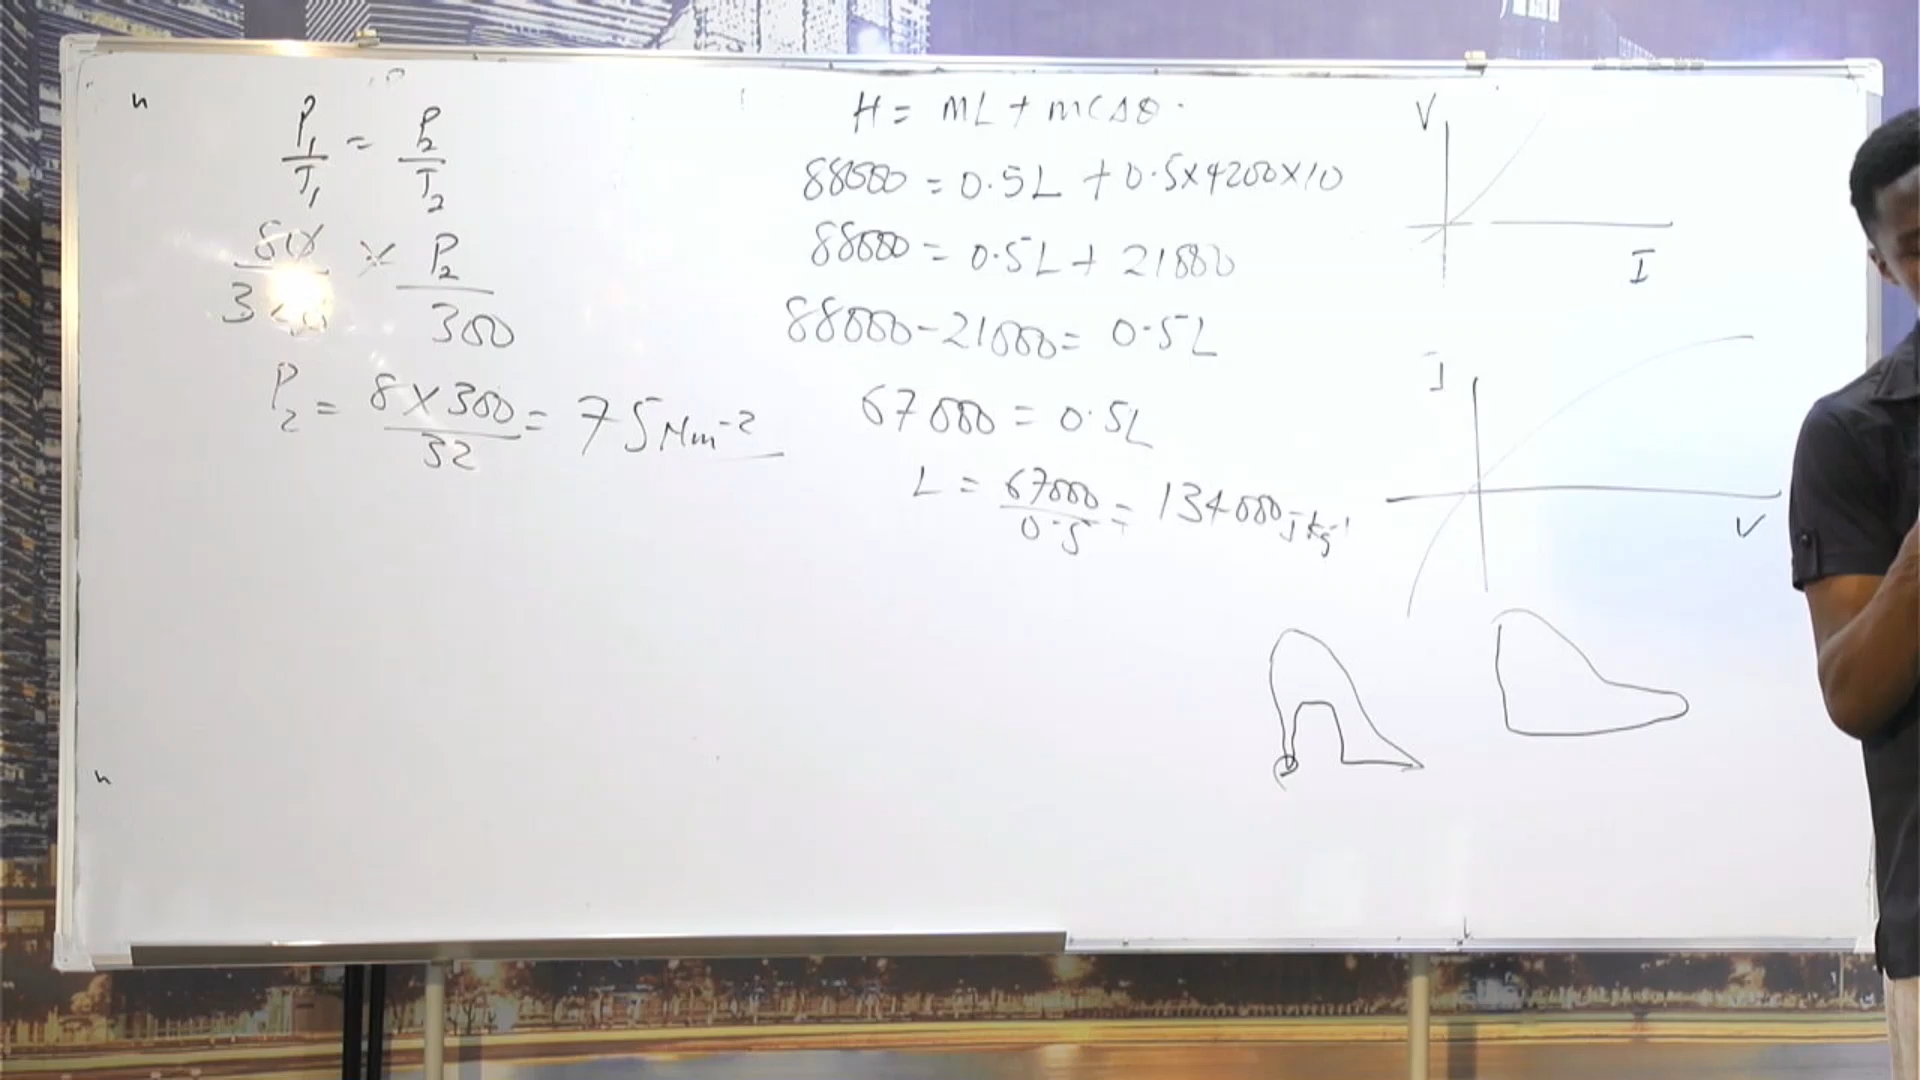 P₁/T₁ = P₂/T₂
P₂/300
P₂ = 8 × 300/32 = 75 Nm⁻²
H = ML + MCΔθ.
88000 = 0.5L + 0.5×4200×10
88000 = 0.5L + 21000
88000 - 21000 = 0.5L
67000 = 0.5L
L = 67000/0.5 = 134000 Jkg⁻¹
V
I
I
V